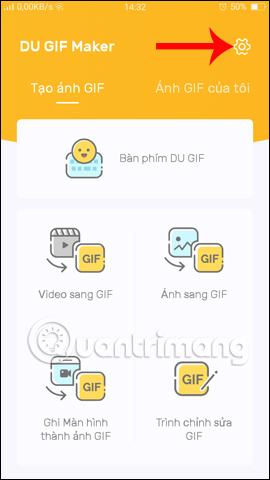 0,00KB/s 14:32 50%
DU GIF Maker
Tạo ảnh GIF Ảnh GIF của tôi
Bàn phím DU GIF
GIF GIF
Video sang GIF Ảnh sang GIF
Quantrimang
GIF GIF
Ghi Màn hình Trình chỉnh sửa
thành ảnh GIF GIF